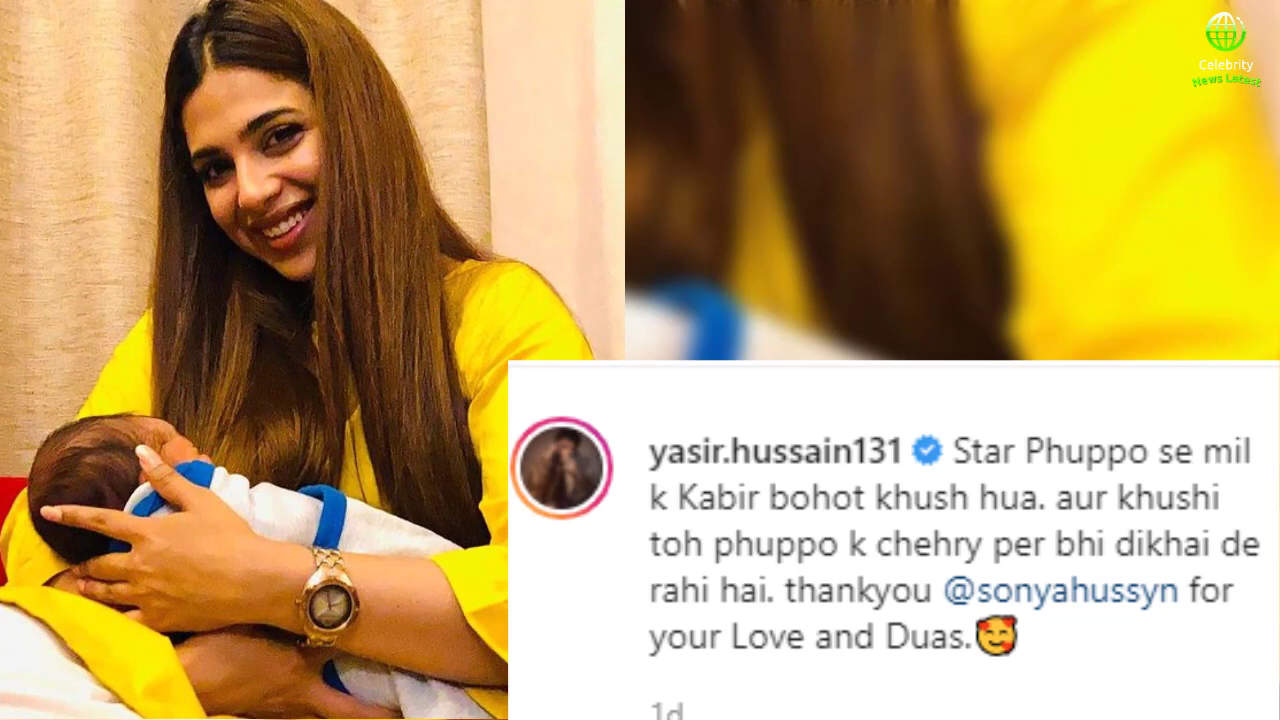 Celebrity
News Latest
yasir.hussain131 Star Phuppo se mil
k Kabir bohot khush hua. aur khushi
toh phuppo k chehry per bhi dikhai de
rahi hai. thankyou @sonyahussyn for
your Love and Duas.🥰
1d